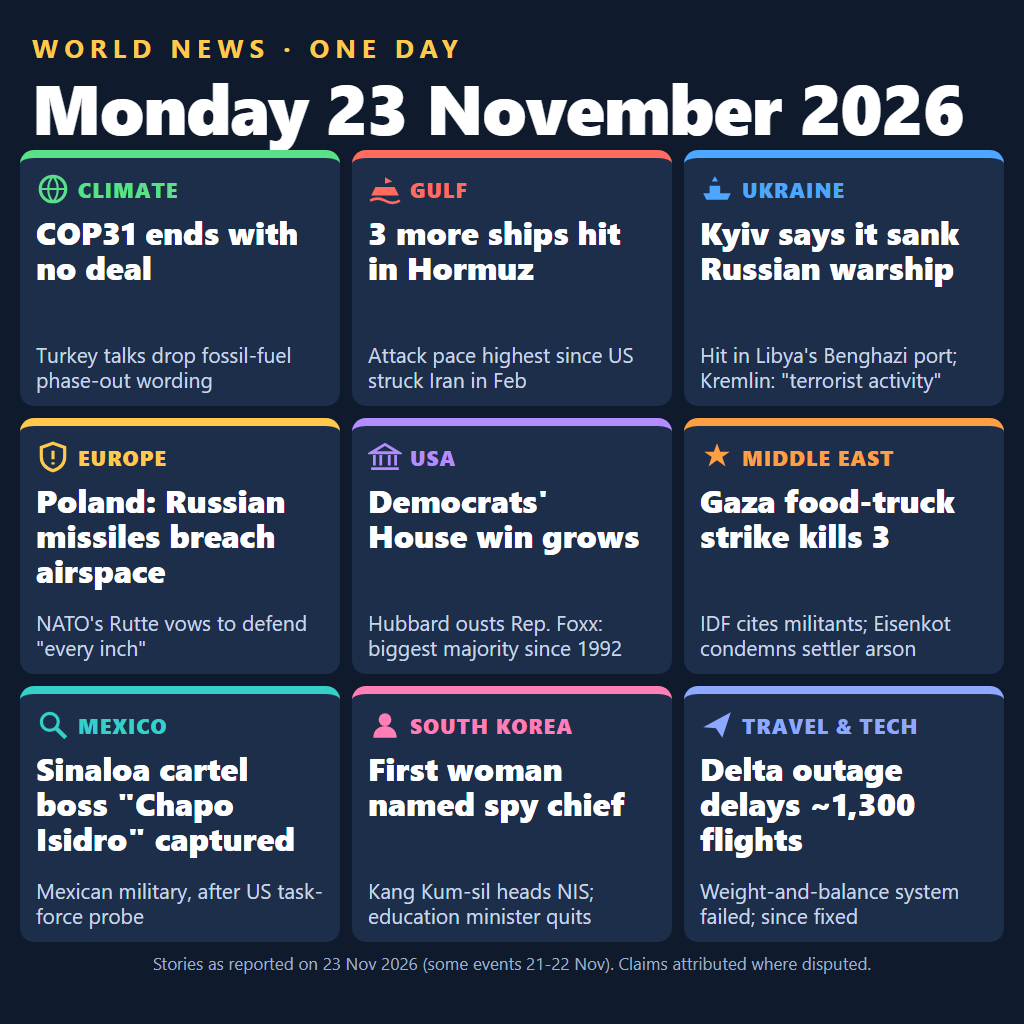 WORLD NEWS · ONE DAY
Monday 23 November 2026
CLIMATE
COP31 ends with
no deal
Turkey talks drop fossil-fuel
phase-out wording
GULF
3 more ships hit
in Hormuz
Attack pace highest since US
struck Iran in Feb
UKRAINE
Kyiv says it sank
Russian warship
Hit in Libya's Benghazi port;
Kremlin: "terrorist activity"
EUROPE
Poland: Russian
missiles breach
airspace
NATO's Rutte vows to defend
"every inch"
USA
Democrats'
House win grows
Hubbard ousts Rep. Foxx:
biggest majority since 1992
MIDDLE EAST
Gaza food-truck
strike kills 3
IDF cites militants; Eisenkot
condemns settler arson
MEXICO
Sinaloa cartel
boss "Chapo
Isidro" captured
Mexican military, after US task-
force probe
SOUTH KOREA
First woman
named spy chief
Kang Kum-sil heads NIS;
education minister quits
TRAVEL & TECH
Delta outage
delays ~1,300
flights
Weight-and-balance system
failed; since fixed
Stories as reported on 23 Nov 2026 (some events 21-22 Nov). Claims attributed where disputed.